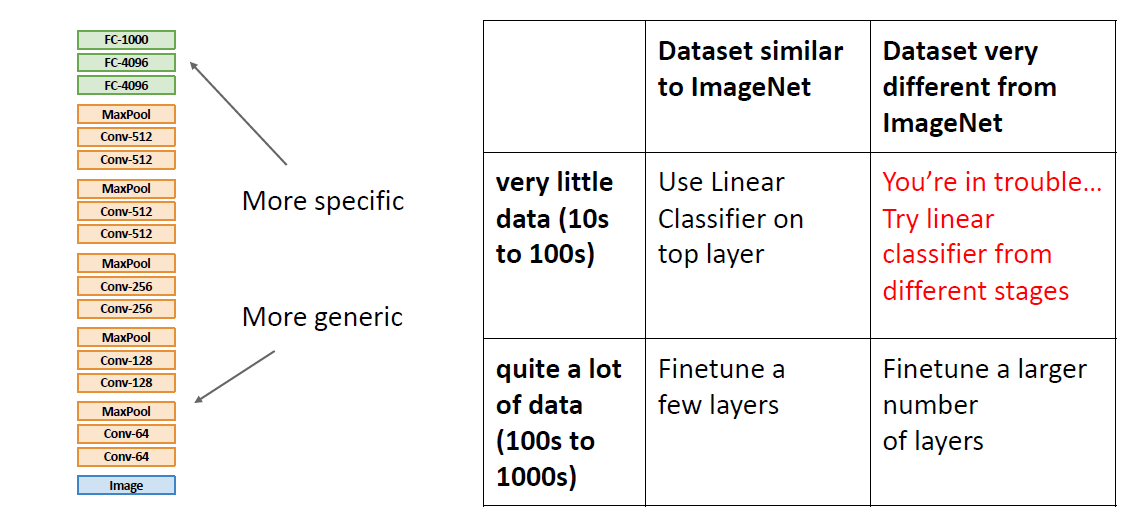 FC-1000
FC-4096
FC-4096
MaxPool
Conv-512
Conv-512
MaxPool
Conv-512
Conv-512
MaxPool
Conv-256
Conv-256
MaxPool
Conv-128
Conv-128
MaxPool
Conv-64
Conv-64
Image
More specific
More generic
Dataset similar
to ImageNet
Dataset very
different from
ImageNet
very little
data (10s
to 100s)
Use Linear
Classifier on
top layer
You’re in trouble…
Try linear
classifier from
different stages
quite a lot
of data
(100s to
1000s)
Finetune a
few layers
Finetune a larger
number
of layers